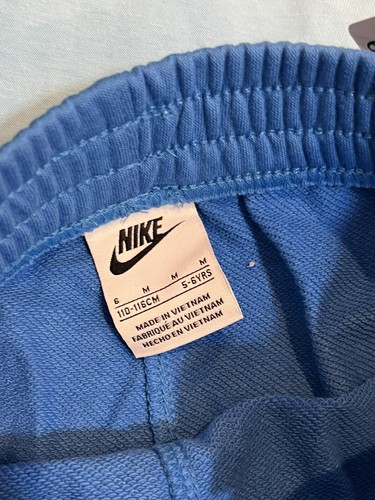 NIKE
6 M M M
110-116CM 5-6YRS
MADE IN VIETNAM
FABRIQUE AU VIETNAM
HECHO EN VIETNAM